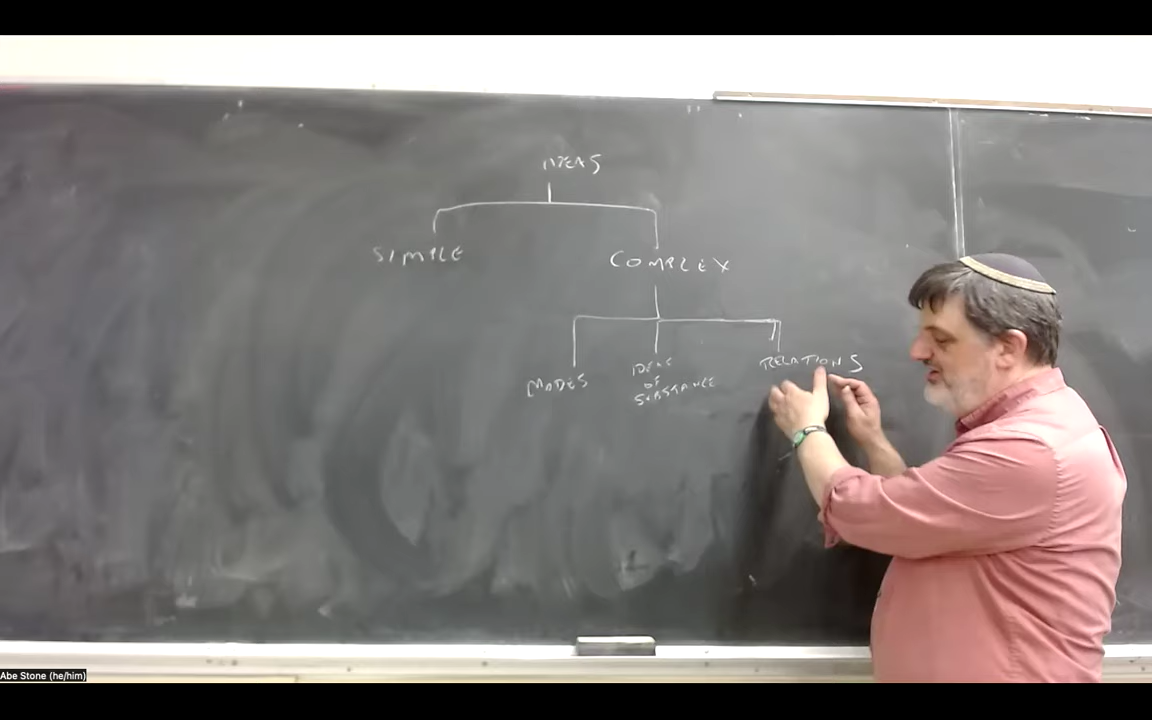 IDEAS
SIMPLE
COMPLEX
MODES
IDEAS
OF
SUBSTANCE
RELATIONS
Abe Stone (he/him)